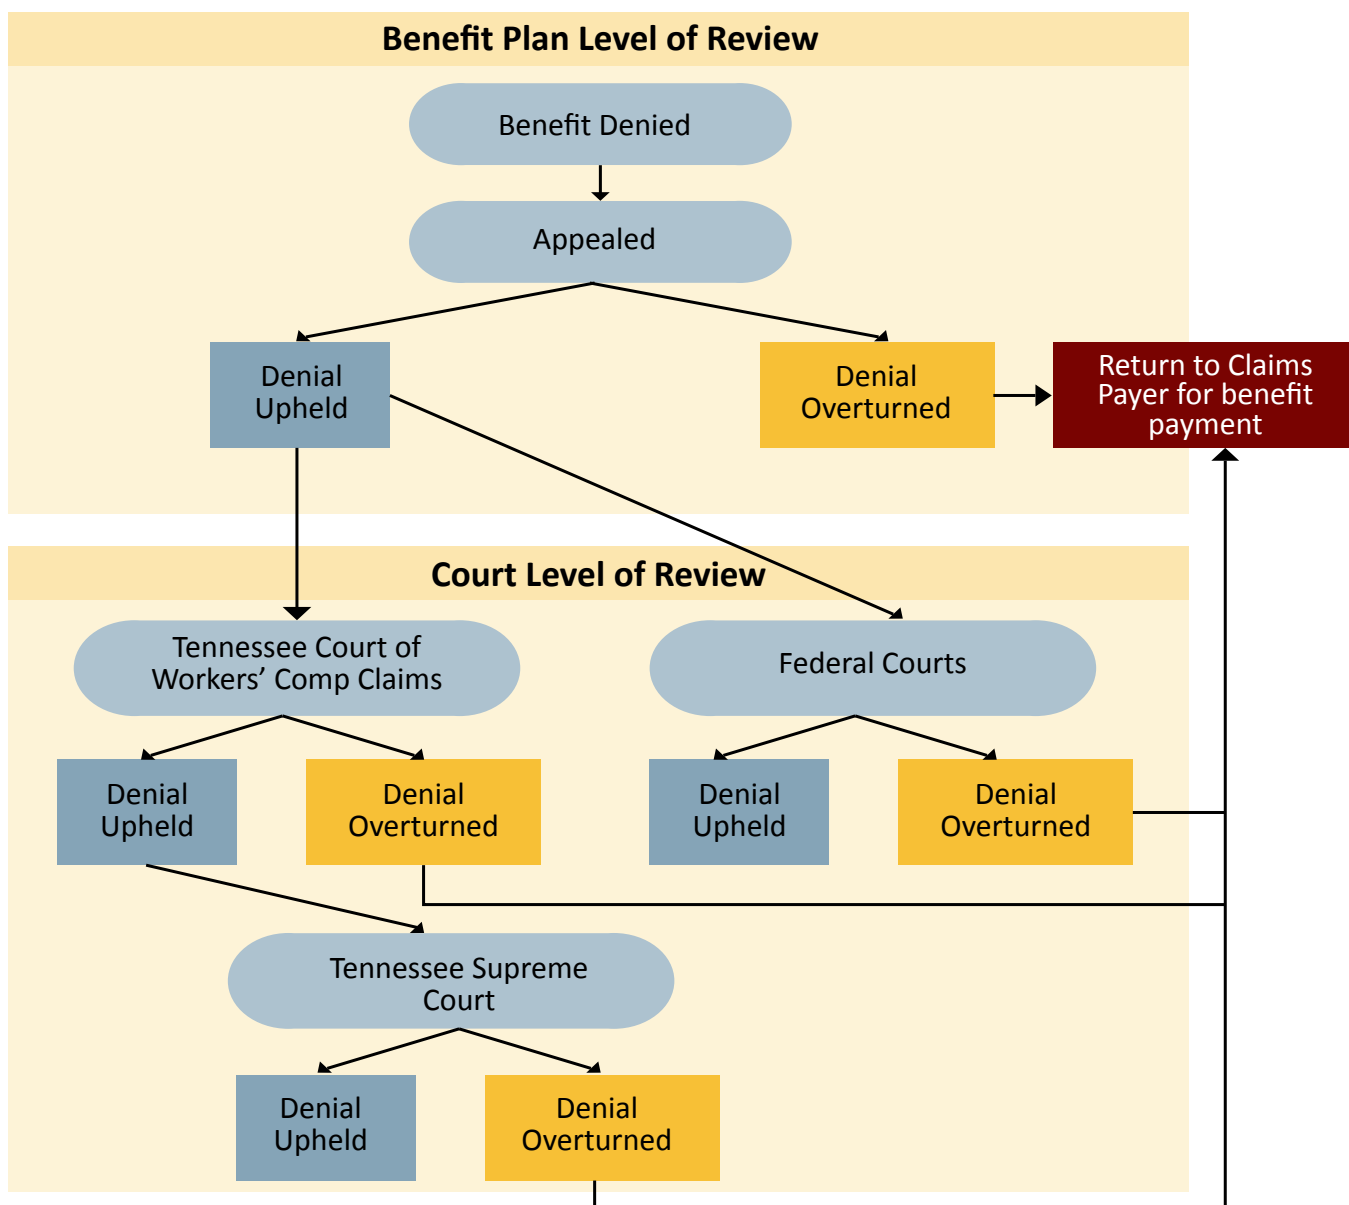 Benefit Plan Level of Review
Benefit Denied
Appealed
Denial
Upheld
Denial
Overturned
Return to Claims
Payer for benefit
payment
Court Level of Review
Tennessee Court of
Workers’ Comp Claims
Federal Courts
Denial
Upheld
Denial
Overturned
Denial
Upheld
Denial
Overturned
Tennessee Supreme
Court
Denial
Upheld
Denial
Overturned